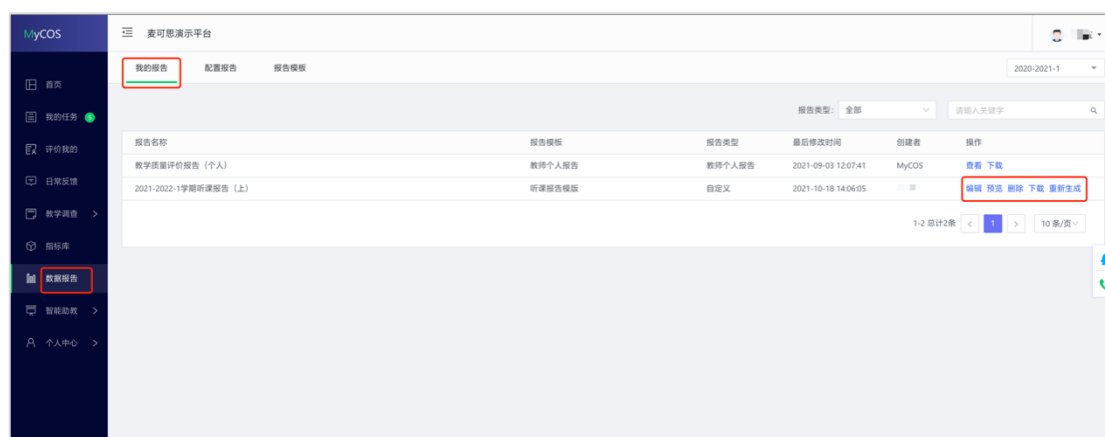 MyCOS
麦可思演示平台
首页
我的任务 5
评价我的
日常反馈
教学调查
指标库
数据报告
智能助教
个人中心
我的报告 配置报告 报告模板
2020-2021-1
报告类型: 全部 请输入关键字
报告名称 报告模板 报告类型 最后修改时间 创建者 操作
教学质量评价报告（个人） 教师个人报告 教师个人报告 2021-09-03 12:07:41 MyCOS 查看 下载
2021-2022-1学期听课报告（上） 听课报告模版 自定义 2021-10-18 14:06:05 编辑 预览 删除 下载 重新生成
1-2 总计2条 < 1 > 10 条/页